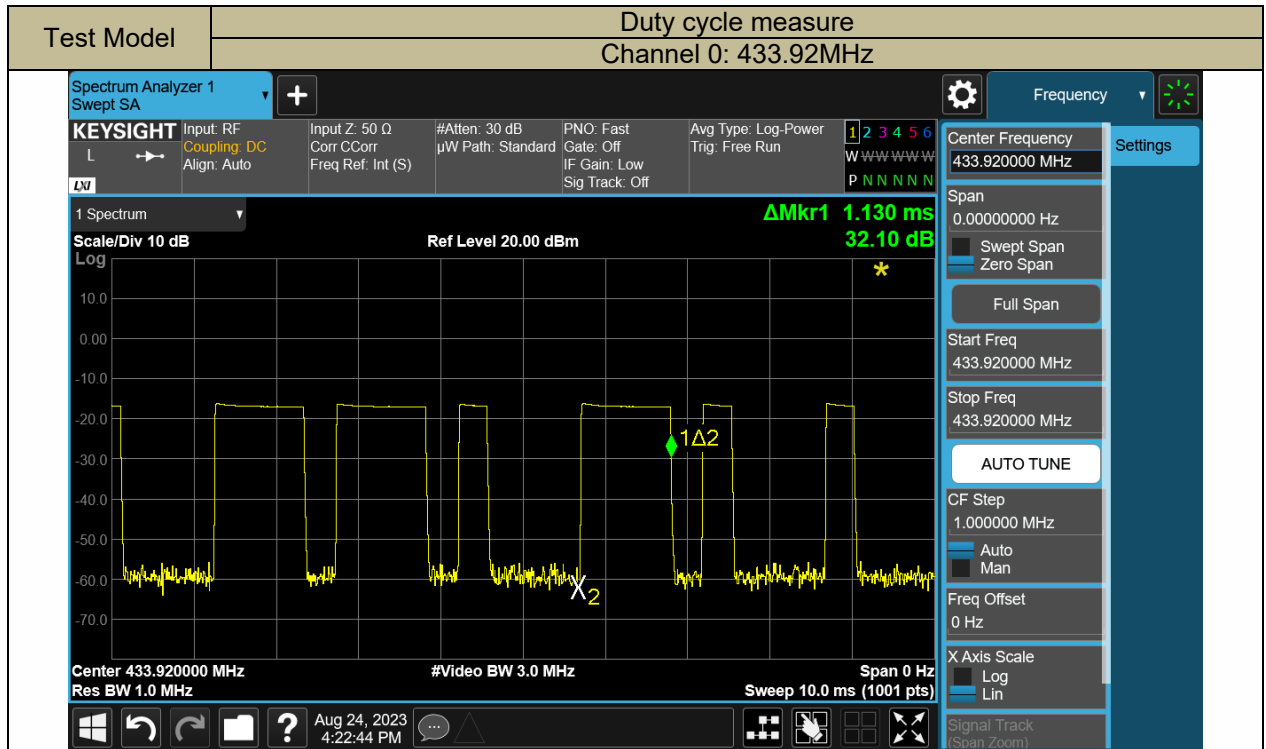 Test Model
Duty cycle measure
Channel 0: 433.92MHz
Spectrum Analyzer 1
Swept SA
+
Frequency
KEYSIGHT
L
LXI
Input: RF
Coupling: DC
Align: Auto
Input Z: 50 Ω
Corr CCorr
Freq Ref: Int (S)
#Atten: 30 dB
µW Path: Standard
PNO: Fast
Gate: Off
IF Gain: Low
Sig Track: Off
Avg Type: Log-Power
Trig: Free Run
1 2 3 4 5 6
W W W W W W
P N N N N N
1 Spectrum
Scale/Div 10 dB
Log
Ref Level 20.00 dBm
ΔMkr1 1.130 ms
32.10 dB
*
10.0
0.00
-10.0
-20.0
-30.0
-40.0
-50.0
-60.0
-70.0
1Δ2
X2
Center 433.920000 MHz
Res BW 1.0 MHz
#Video BW 3.0 MHz
Span 0 Hz
Sweep 10.0 ms (1001 pts)
Center Frequency
433.920000 MHz
Span
0.00000000 Hz
Swept Span
Zero Span
Full Span
Start Freq
433.920000 MHz
Stop Freq
433.920000 MHz
AUTO TUNE
CF Step
1.000000 MHz
Auto
Man
Freq Offset
0 Hz
X Axis Scale
Log
Lin
Signal Track
(Span Zoom)
Settings
?
Aug 24, 2023
4:22:44 PM